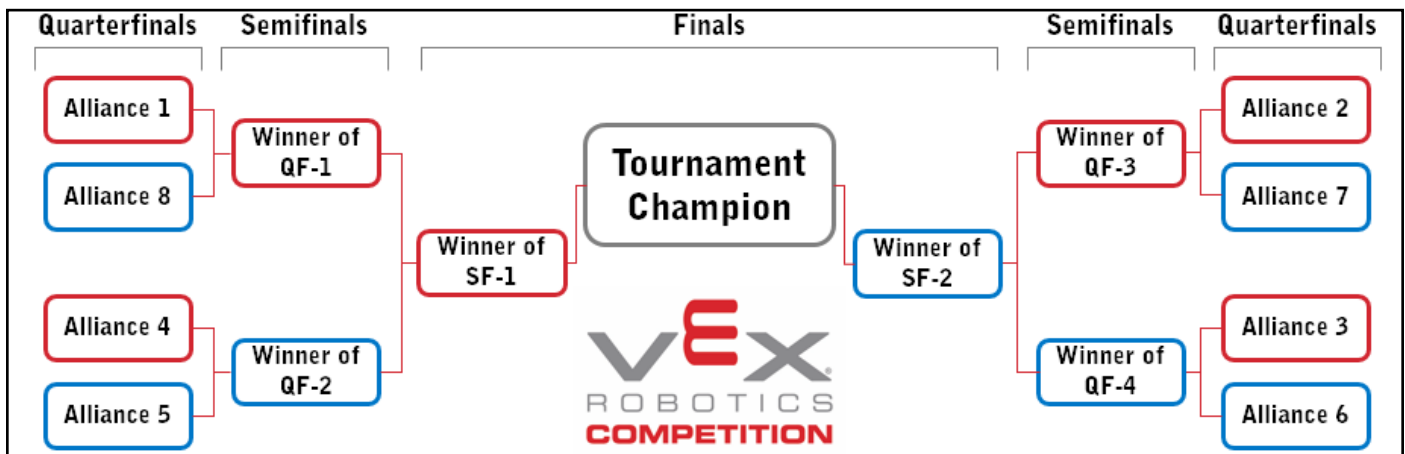 Quarterfinals
Semifinals
Finals
Semifinals
Quarterfinals
Alliance 1
Alliance 8
Alliance 4
Alliance 5
Winner of
QF-1
Winner of
QF-2
Winner of
SF-1
Tournament
Champion
Winner of
SF-2
Winner of
QF-3
Winner of
QF-4
Alliance 2
Alliance 7
Alliance 3
Alliance 6
VEX®
ROBOTICS
COMPETITION